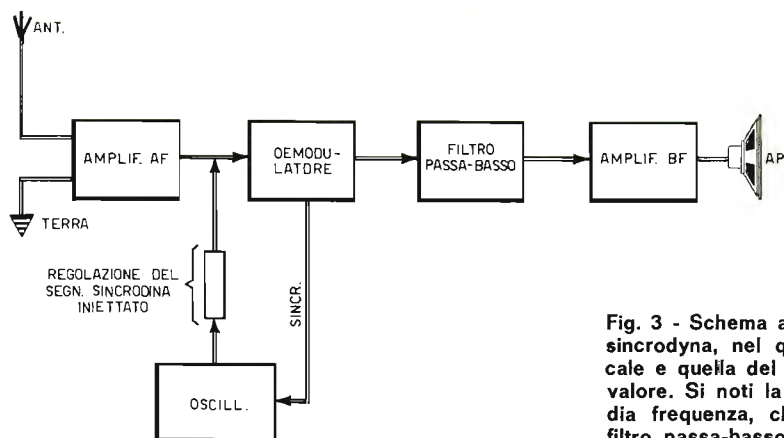 ANT.
AMPLIF. AF
OEMODU-
LATORE
FILTRO
PASSA-BASSO
AMPLIF. BF
AP
TERRA
REGOLAZIONE DEL
SEGN. SINCRODINA
INIETTATO
SINCR.
OSCILL.
Fig. 3 - Schema a
sincrodyna, nel q
cale e quella del
valore. Si noti la
dia frequenza, cl
filtro passa-basso